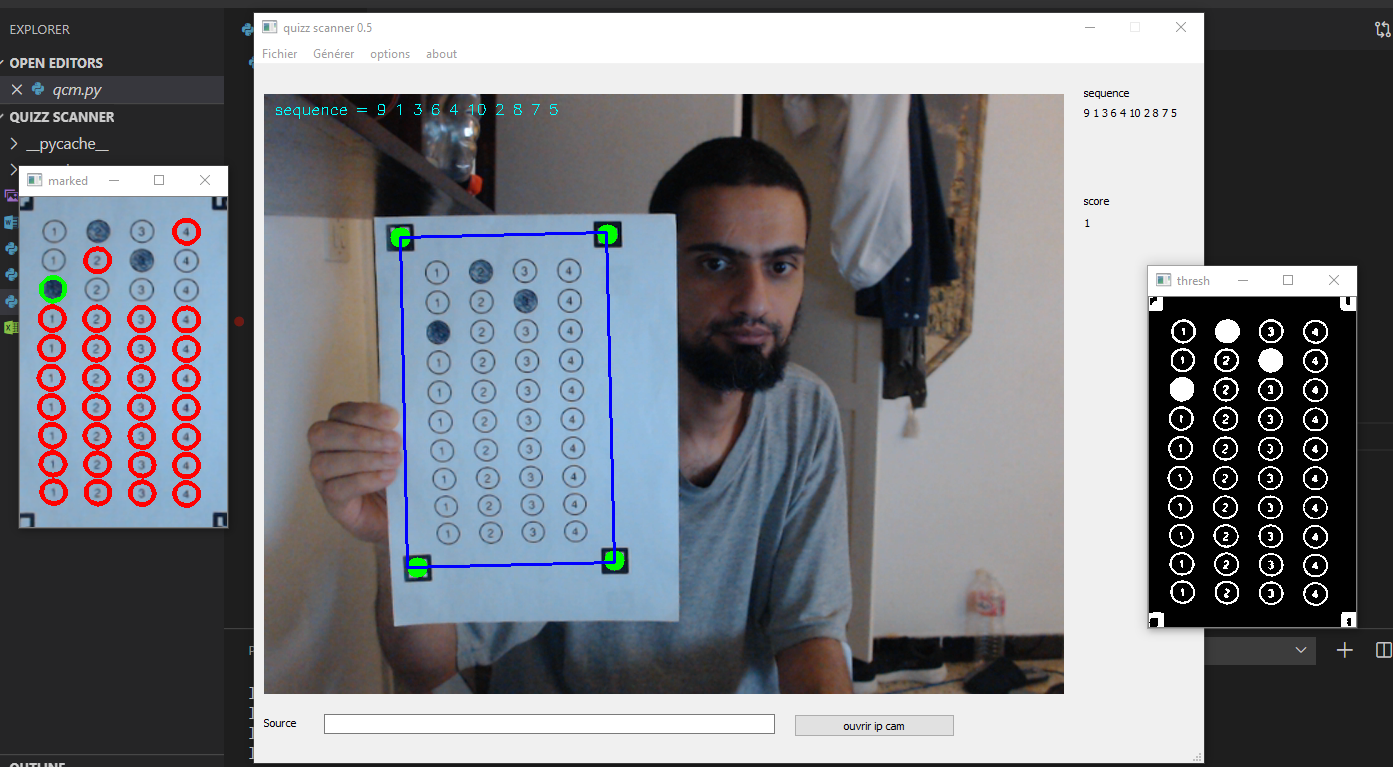 EXPLORER
OPEN EDITORS
qcm.py
QUIZZ SCANNER
__pycache__
quizz scanner 0.5
Fichier Générer options about
sequence = 9 1 3 6 4 10 2 8 7 5
sequence
9 1 3 6 4 10 2 8 7 5
score
1
marked
1 2 3 4
1 2 3 4
1 2 3 4
1 2 3 4
1 2 3 4
1 2 3 4
1 2 3 4
1 2 3 4
1 2 3 4
1 2 3 4
1 2 3 4
1 2 3 4
2 3 4
1 2 3 4
1 2 3 4
1 2 3 4
1 2 3 4
1 2 3 4
1 2 3 4
1 2 3 4
thresh
1 3 4
1 2 4
2 3 4
1 2 3 4
1 2 3 4
1 2 3 4
1 2 3 4
1 2 3 4
1 2 3 4
1 2 3 4
Source
ouvrir ip cam
OUTLINE